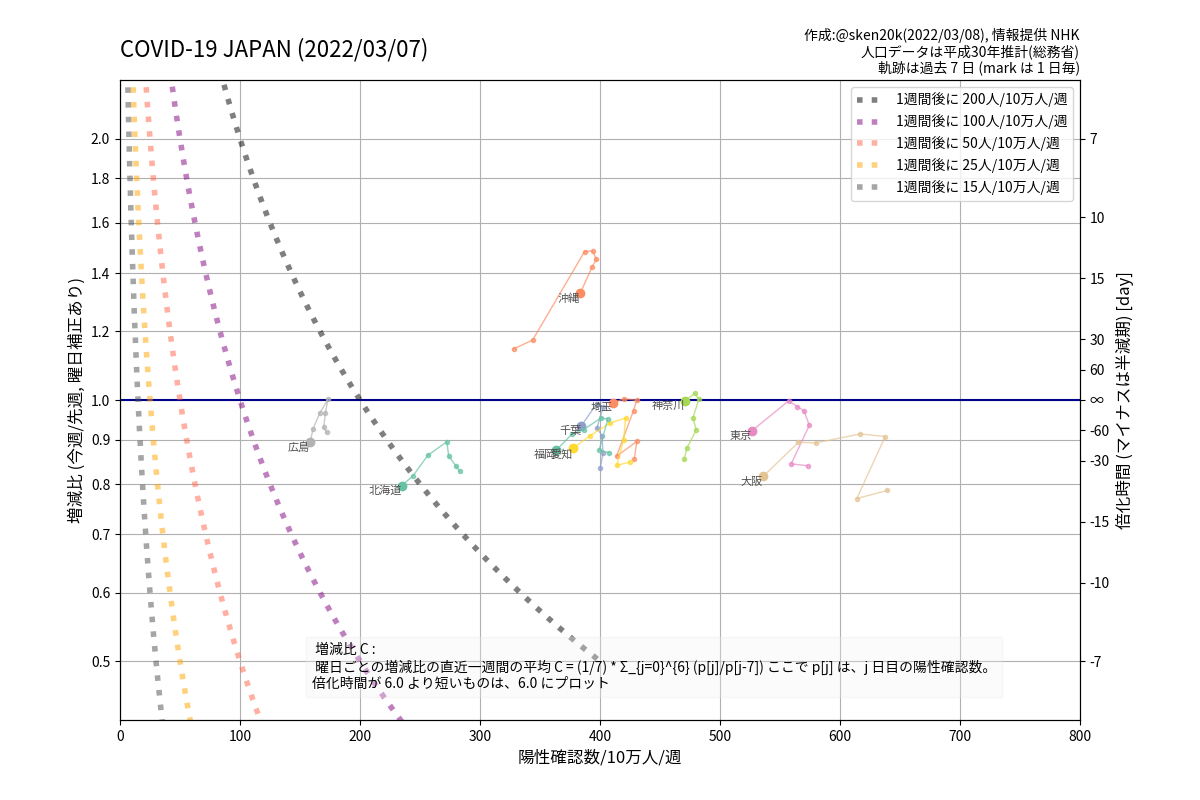 COVID-19 JAPAN (2022/03/07)
作成:@sken20k(2022/03/08), 情報提供 NHK
人口データは平成30年推計(総務省)
軌跡は過去 7 日 (mark は 1 日毎)
1週間後に 200人/10万人/週
1週間後に 100人/10万人/週
1週間後に 50人/10万人/週
1週間後に 25人/10万人/週
1週間後に 15人/10万人/週
増減比 (今週/先週, 曜日補正あり)
2.0
1.8
1.6
1.4
1.2
1.0
0.9
0.8
0.7
0.6
0.5
沖縄
埼玉
神奈川
千葉
東京
広島
福岡
愛知
大阪
北海道
7
10
15
30
60
∞
-60
-30
-15
-10
-7
倍化時間 (マイナスは半減期) [day]
増減比 C :
曜日ごとの増減比の直近一週間の平均 C = (1/7) * Σ_{j=0}^{6} (p[j]/p[j-7]) ここで p[j] は、j 日目の陽性確認数。
倍化時間が 6.0 より短いものは、6.0 にプロット
0 100 200 300 400 500 600 700 800
陽性確認数/10万人/週